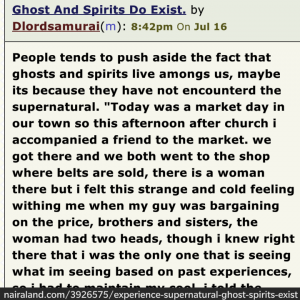 Ghost And Spirits Do Exist. by
Dlordsamurai(m): 8:42pm On Jul 16
People tends to push aside the fact that
ghosts and spirits live amongs us, maybe
its because they have not encounterd the
supernatural. "Today was a market day in
our town so this afternoon after church i
accompanied a friend to the market. we
got there and we both went to the shop
where belts are sold, there is a woman
there but i felt this strange and cold feeling
withing me when my guy was bargaining
on the price, brothers and sisters, the
woman had two heads, though i knew right
there that i was the only one that is seeing
what im seeing based on past experiences,
so i had to maintain my cool, i told the
nairaland.com/3926575/experience-supernatural-ghost-spirits-exist